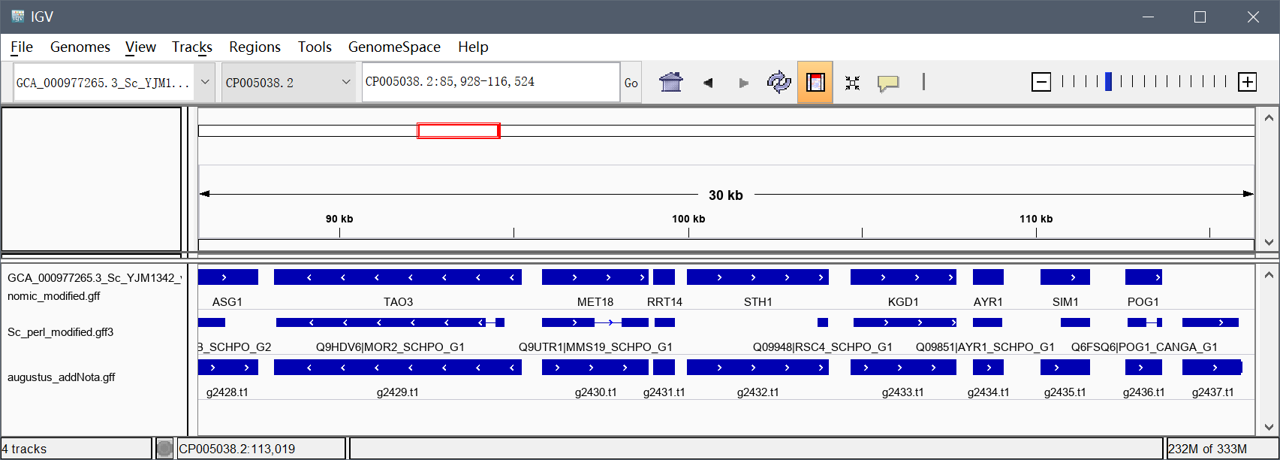 IGV
File Genomes View Tracks Regions Tools GenomeSpace Help
GCA_000977265.3_Sc_YJM1... CP005038.2 CP005038.2:85,928-116,524 Go
30 kb
90 kb 100 kb 110 kb
GCA_000977265.3_Sc_YJM1342_
nomic_modified.gff
ASG1 TAO3 MET18 RRT14 STH1 KGD1 AYR1 SIM1 POG1
Sc_perl_modified.gff3
B_SCHPO_G2 Q9HDV6|MOR2_SCHPO_G1 Q9UTR1|MMS19_SCHPO_G1 Q09948|RSC4_SCHPO_G1 Q09851|AYR1_SCHPO_G1 Q6FSQ6|POG1_CANGA_G1
augustus_addNota.gff
g2428.t1 g2429.t1 g2430.t1 g2431.t1 g2432.t1 g2433.t1 g2434.t1 g2435.t1 g2436.t1 g2437.t1
4 tracks CP005038.2:113,019 232M of 333M